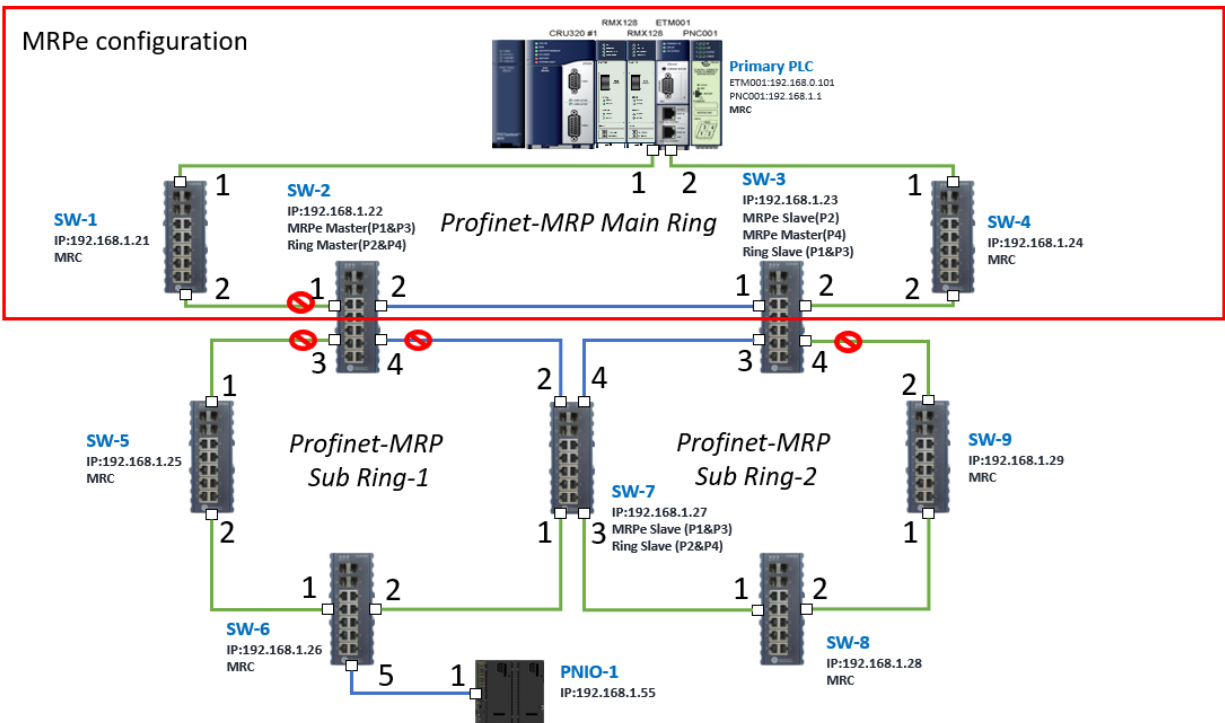 MRPe configuration
RMX128 ETM001
CRU320 #1 RMX128 PNC001
Primary PLC
ETM001:192.168.0.101
PNC001:192.168.1.1
MRC
1 2
1
SW-1
IP:192.168.1.21
MRC
2
SW-2
IP:192.168.1.22
MRPe Master(P1&P3)
Ring Master(P2&P4)
1 2
3 4
Profinet-MRP Main Ring
SW-3
IP:192.168.1.23
MRPe Slave(P2)
MRPe Master(P4)
Ring Slave (P1&P3)
1 2
3 4
1
SW-4
IP:192.168.1.24
MRC
2
1
SW-5
IP:192.168.1.25
MRC
2
Profinet-MRP
Sub Ring-1
2 4
SW-7
IP:192.168.1.27
MRPe Slave (P1&P3)
Ring Slave (P2&P4)
1 3
Profinet-MRP
Sub Ring-2
2
SW-9
IP:192.168.1.29
MRC
1
1 2
SW-6
IP:192.168.1.26
MRC
5 1
PNIO-1
IP:192.168.1.55
1 2
SW-8
IP:192.168.1.28
MRC